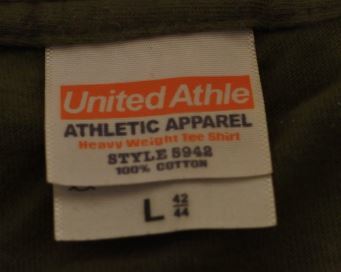 United Athle
ATHLETIC APPAREL
Heavy Weight Tee Shirt
STYLE 5942
100% COTTON
L 42
44